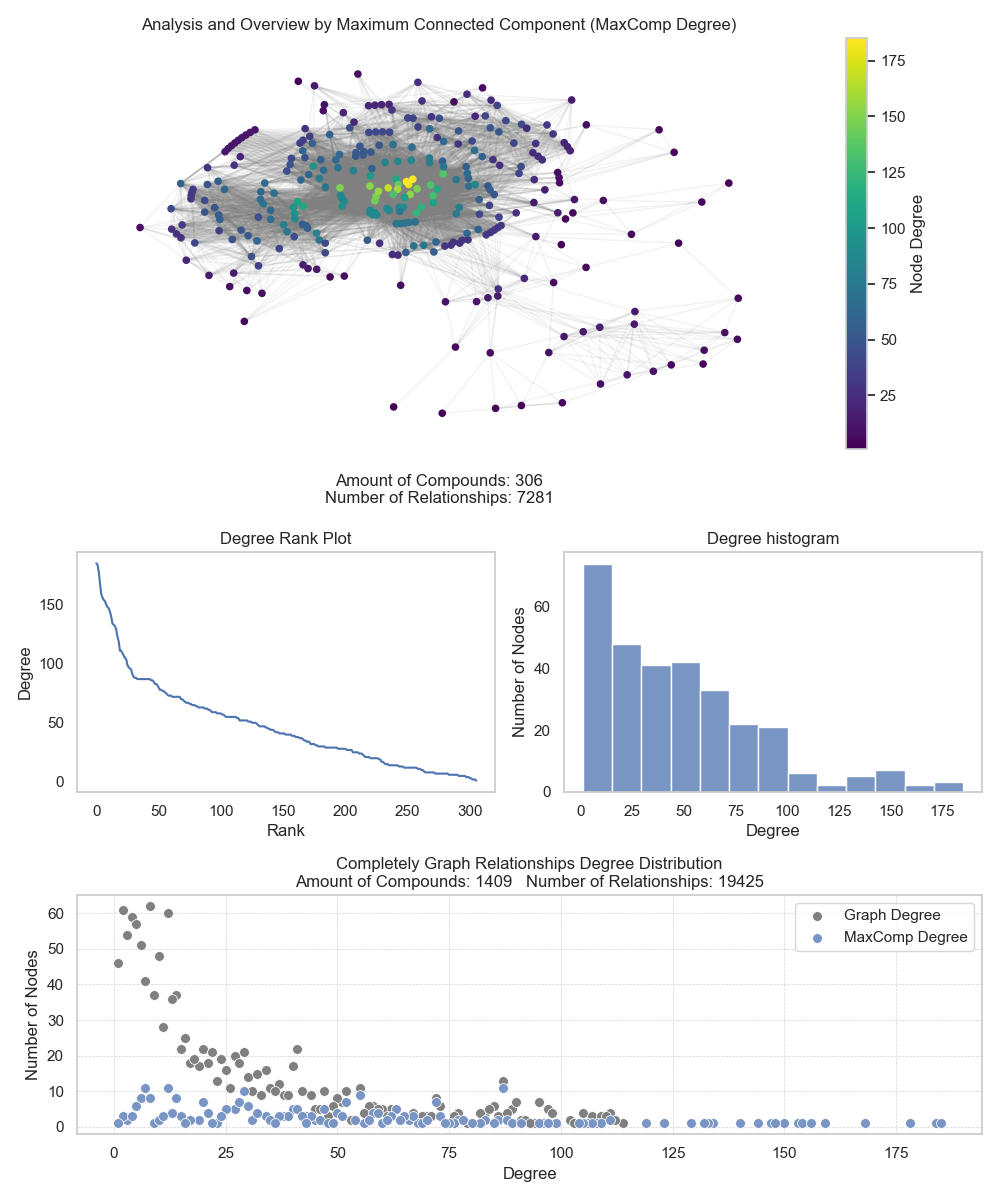 Analysis and Overview by Maximum Connected Component (MaxComp Degree)
175
150
125
100
75
50
25
Node Degree
Amount of Compounds: 306
Number of Relationships: 7281
Degree Rank Plot
150
100
50
0
Degree
0 50 100 150 200 250 300
Rank
Degree histogram
60
40
20
0
Number of Nodes
0 25 50 75 100 125 150 175
Degree
Completely Graph Relationships Degree Distribution
Amount of Compounds: 1409 Number of Relationships: 19425
60
50
40
30
20
10
0
Number of Nodes
Graph Degree
MaxComp Degree
0 25 50 75 100 125 150 175
Degree